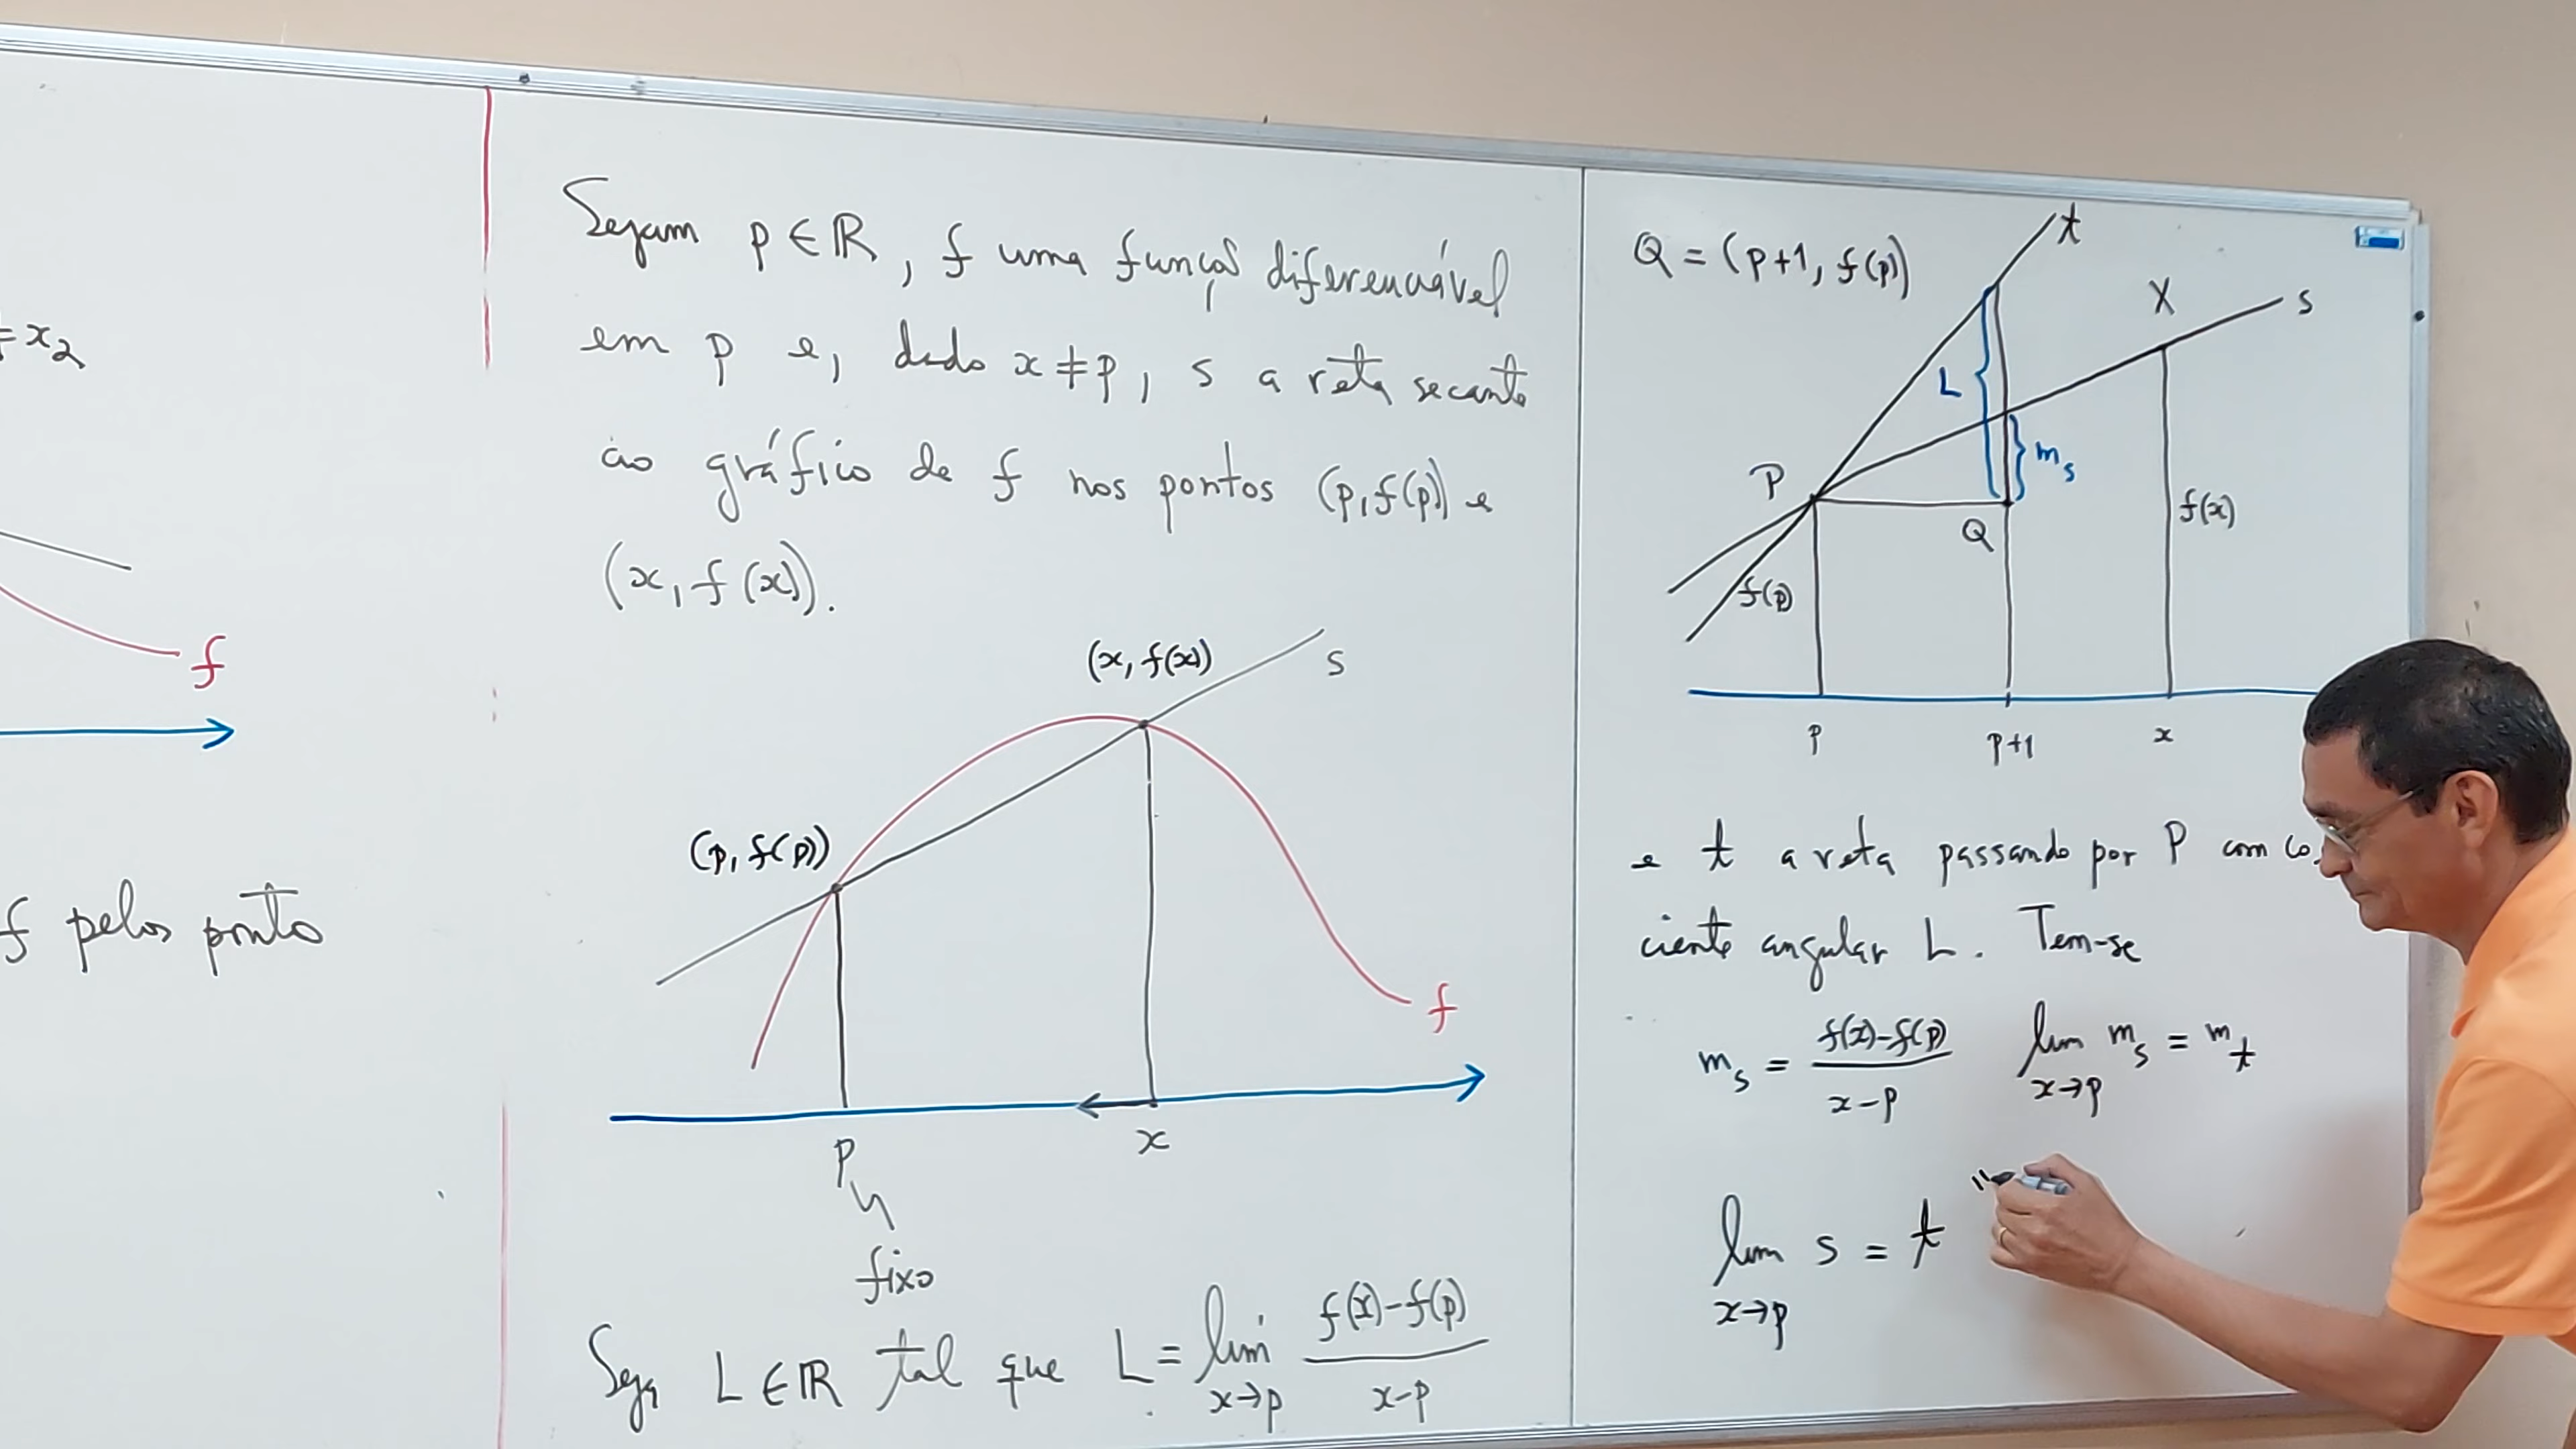 ≠ x₂
f
f pelos ponto
Sejam p ∈ ℝ, f uma função diferenciável
em p e, dado x ≠ p, s a reta secante
ao gráfico de f nos pontos (p, f(p)) e
(x, f(x)).
(x, f(x))
s
(p, f(p))
f
p
x
fixo
Seja L ∈ ℝ tal que L = lim x→p f(x)-f(p) / x-p
Q = (p+1, f(p))
t
X
s
L
m_s
P
Q
f(x)
f(p)
p
p+1
x
e t a reta passando por P com co
ciente angular L. Tem-se
m_s = f(x)-f(p) / x-p lim x→p m_s = m_t
lim x→p s = t "